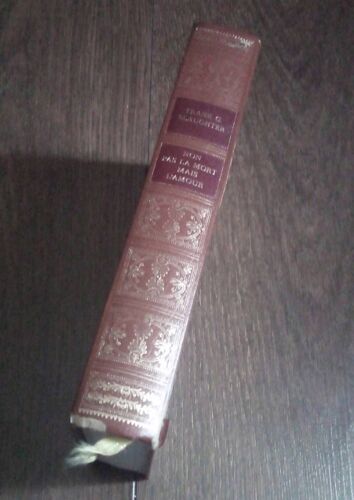 FRANK G.
SLAUGHTER
NON
PAS LA MORT
MAIS
L'AMOUR